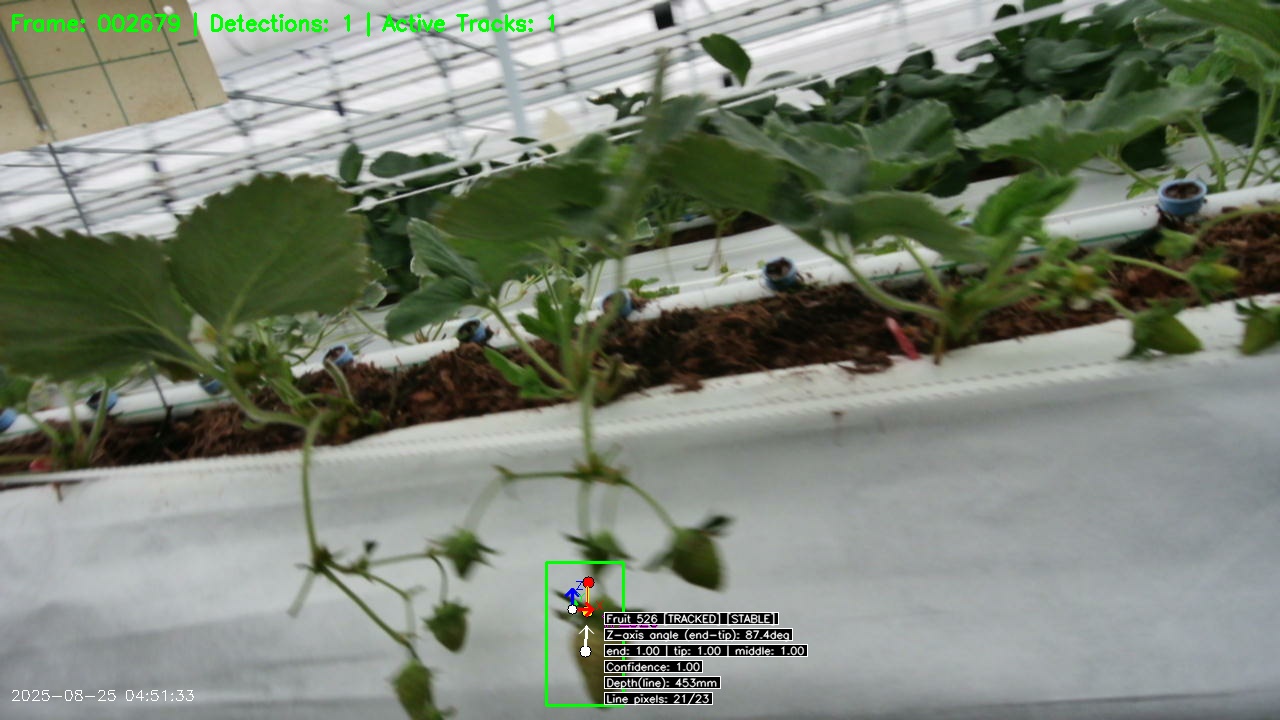 Frame: 002679 | Detections: 1 | Active Tracks: 1
Z
Fruit 526 [TRACKED] [STABLE]
Z-axis angle (end-tip): 87.4deg
end: 1.00 | tip: 1.00 | middle: 1.00
Confidence: 1.00
Depth(line): 453mm
Line pixels: 21/23
2025-08-25 04:51:33